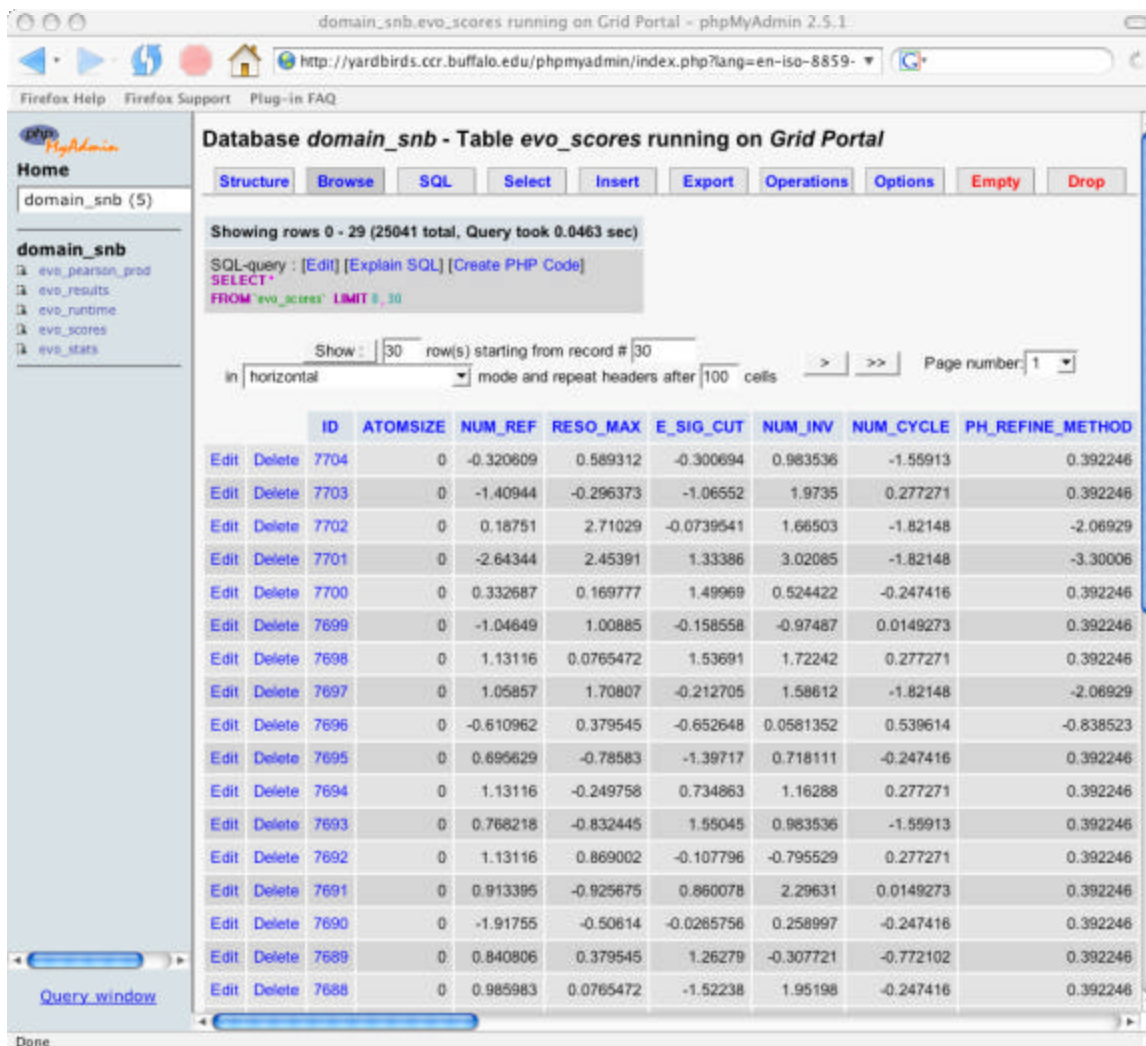 domain_snb.evo_scores running on Grid Portal - phpMyAdmin 2.5.1
http://yardbirds.ccr.buffalo.edu/phpmyadmin/index.php?lang=en-iso-8859-
Firefox Help Firefox Support Plug-in FAQ
php MyAdmin
Home
domain_snb (5)
domain_snb
evo_pearson_prod
evo_results
evo_runtime
evo_scores
evo_stats
Query window
Database domain_snb - Table evo_scores running on Grid Portal
Structure Browse SQL Select Insert Export Operations Options Empty Drop
Showing rows 0 - 29 (25041 total, Query took 0.0463 sec)
SQL-query : [Edit] [Explain SQL] [Create PHP Code]
SELECT *
FROM `evo_scores` LIMIT 0, 30
Show : 30 row(s) starting from record # 30
in horizontal mode and repeat headers after 100 cells > >> Page number: 1
ID ATOMSIZE NUM_REF RESO_MAX E_SIG_CUT NUM_INV NUM_CYCLE PH_REFINE_METHOD
Edit Delete 7704 0 -0.320609 0.589312 -0.300694 0.983536 -1.55913 0.392246
Edit Delete 7703 0 -1.40944 -0.296373 -1.06552 1.9735 0.277271 0.392246
Edit Delete 7702 0 0.18751 2.71029 -0.0739541 1.66503 -1.82148 -2.06929
Edit Delete 7701 0 -2.64344 2.45391 1.33386 3.02085 -1.82148 -3.30006
Edit Delete 7700 0 0.332687 0.169777 1.49969 0.524422 -0.247416 0.392246
Edit Delete 7699 0 -1.04649 1.00885 -0.158558 -0.97487 0.0149273 0.392246
Edit Delete 7698 0 1.13116 0.0765472 1.53691 1.72242 0.277271 0.392246
Edit Delete 7697 0 1.05857 1.70807 -0.212705 1.58612 -1.82148 -2.06929
Edit Delete 7696 0 -0.610962 0.379545 -0.652648 0.0581352 0.539614 -0.838523
Edit Delete 7695 0 0.695629 -0.78583 -1.39717 0.718111 -0.247416 0.392246
Edit Delete 7694 0 1.13116 -0.249758 0.734863 1.16288 0.277271 0.392246
Edit Delete 7693 0 0.768218 -0.832445 1.55045 0.983536 -1.55913 0.392246
Edit Delete 7692 0 1.13116 0.869002 -0.107796 -0.795529 0.277271 0.392246
Edit Delete 7691 0 0.913395 -0.925675 0.860078 2.29631 0.0149273 0.392246
Edit Delete 7690 0 -1.91755 -0.50614 -0.0265756 0.258997 -0.247416 0.392246
Edit Delete 7689 0 0.840806 0.379545 1.26279 -0.307721 -0.772102 0.392246
Edit Delete 7688 0 0.985983 0.0765472 -1.52238 1.95198 -0.247416 0.392246
Done